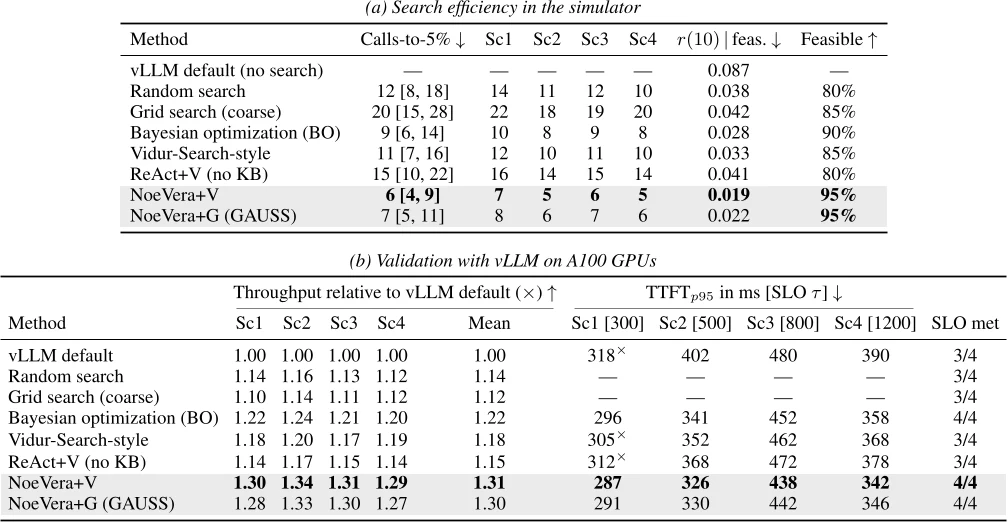 (a) Search efficiency in the simulator
Method Calls-to-5% ↓ Sc1 Sc2 Sc3 Sc4 r(10) | feas. ↓ Feasible ↑
vLLM default (no search) — — — — — 0.087 —
Random search 12 [8, 18] 14 11 12 10 0.038 80%
Grid search (coarse) 20 [15, 28] 22 18 19 20 0.042 85%
Bayesian optimization (BO) 9 [6, 14] 10 8 9 8 0.028 90%
Vidur-Search-style 11 [7, 16] 12 10 11 10 0.033 85%
ReAct+V (no KB) 15 [10, 22] 16 14 15 14 0.041 80%
NoeVera+V 6 [4, 9] 7 5 6 5 0.019 95%
NoeVera+G (GAUSS) 7 [5, 11] 8 6 7 6 0.022 95%
(b) Validation with vLLM on A100 GPUs
Throughput relative to vLLM default (×) ↑ TTFTp95 in ms [SLO τ] ↓
Method Sc1 Sc2 Sc3 Sc4 Mean Sc1 [300] Sc2 [500] Sc3 [800] Sc4 [1200] SLO met
vLLM default 1.00 1.00 1.00 1.00 1.00 318× 402 480 390 3/4
Random search 1.14 1.16 1.13 1.12 1.14 — — — — 3/4
Grid search (coarse) 1.10 1.14 1.11 1.12 1.12 — — — — 3/4
Bayesian optimization (BO) 1.22 1.24 1.21 1.20 1.22 296 341 452 358 4/4
Vidur-Search-style 1.18 1.20 1.17 1.19 1.18 305× 352 462 368 3/4
ReAct+V (no KB) 1.14 1.17 1.15 1.14 1.15 312× 368 472 378 3/4
NoeVera+V 1.30 1.34 1.31 1.29 1.31 287 326 438 342 4/4
NoeVera+G (GAUSS) 1.28 1.33 1.30 1.27 1.30 291 330 442 346 4/4